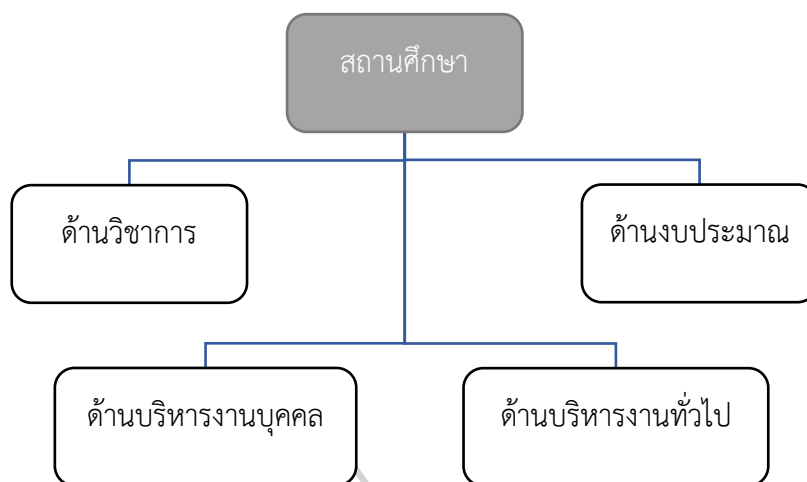 สถานศึกษา
ด้านวิชาการ
ด้านงบประมาณ
ด้านบริหารงานบุคคล
ด้านบริหารงานทั่วไป